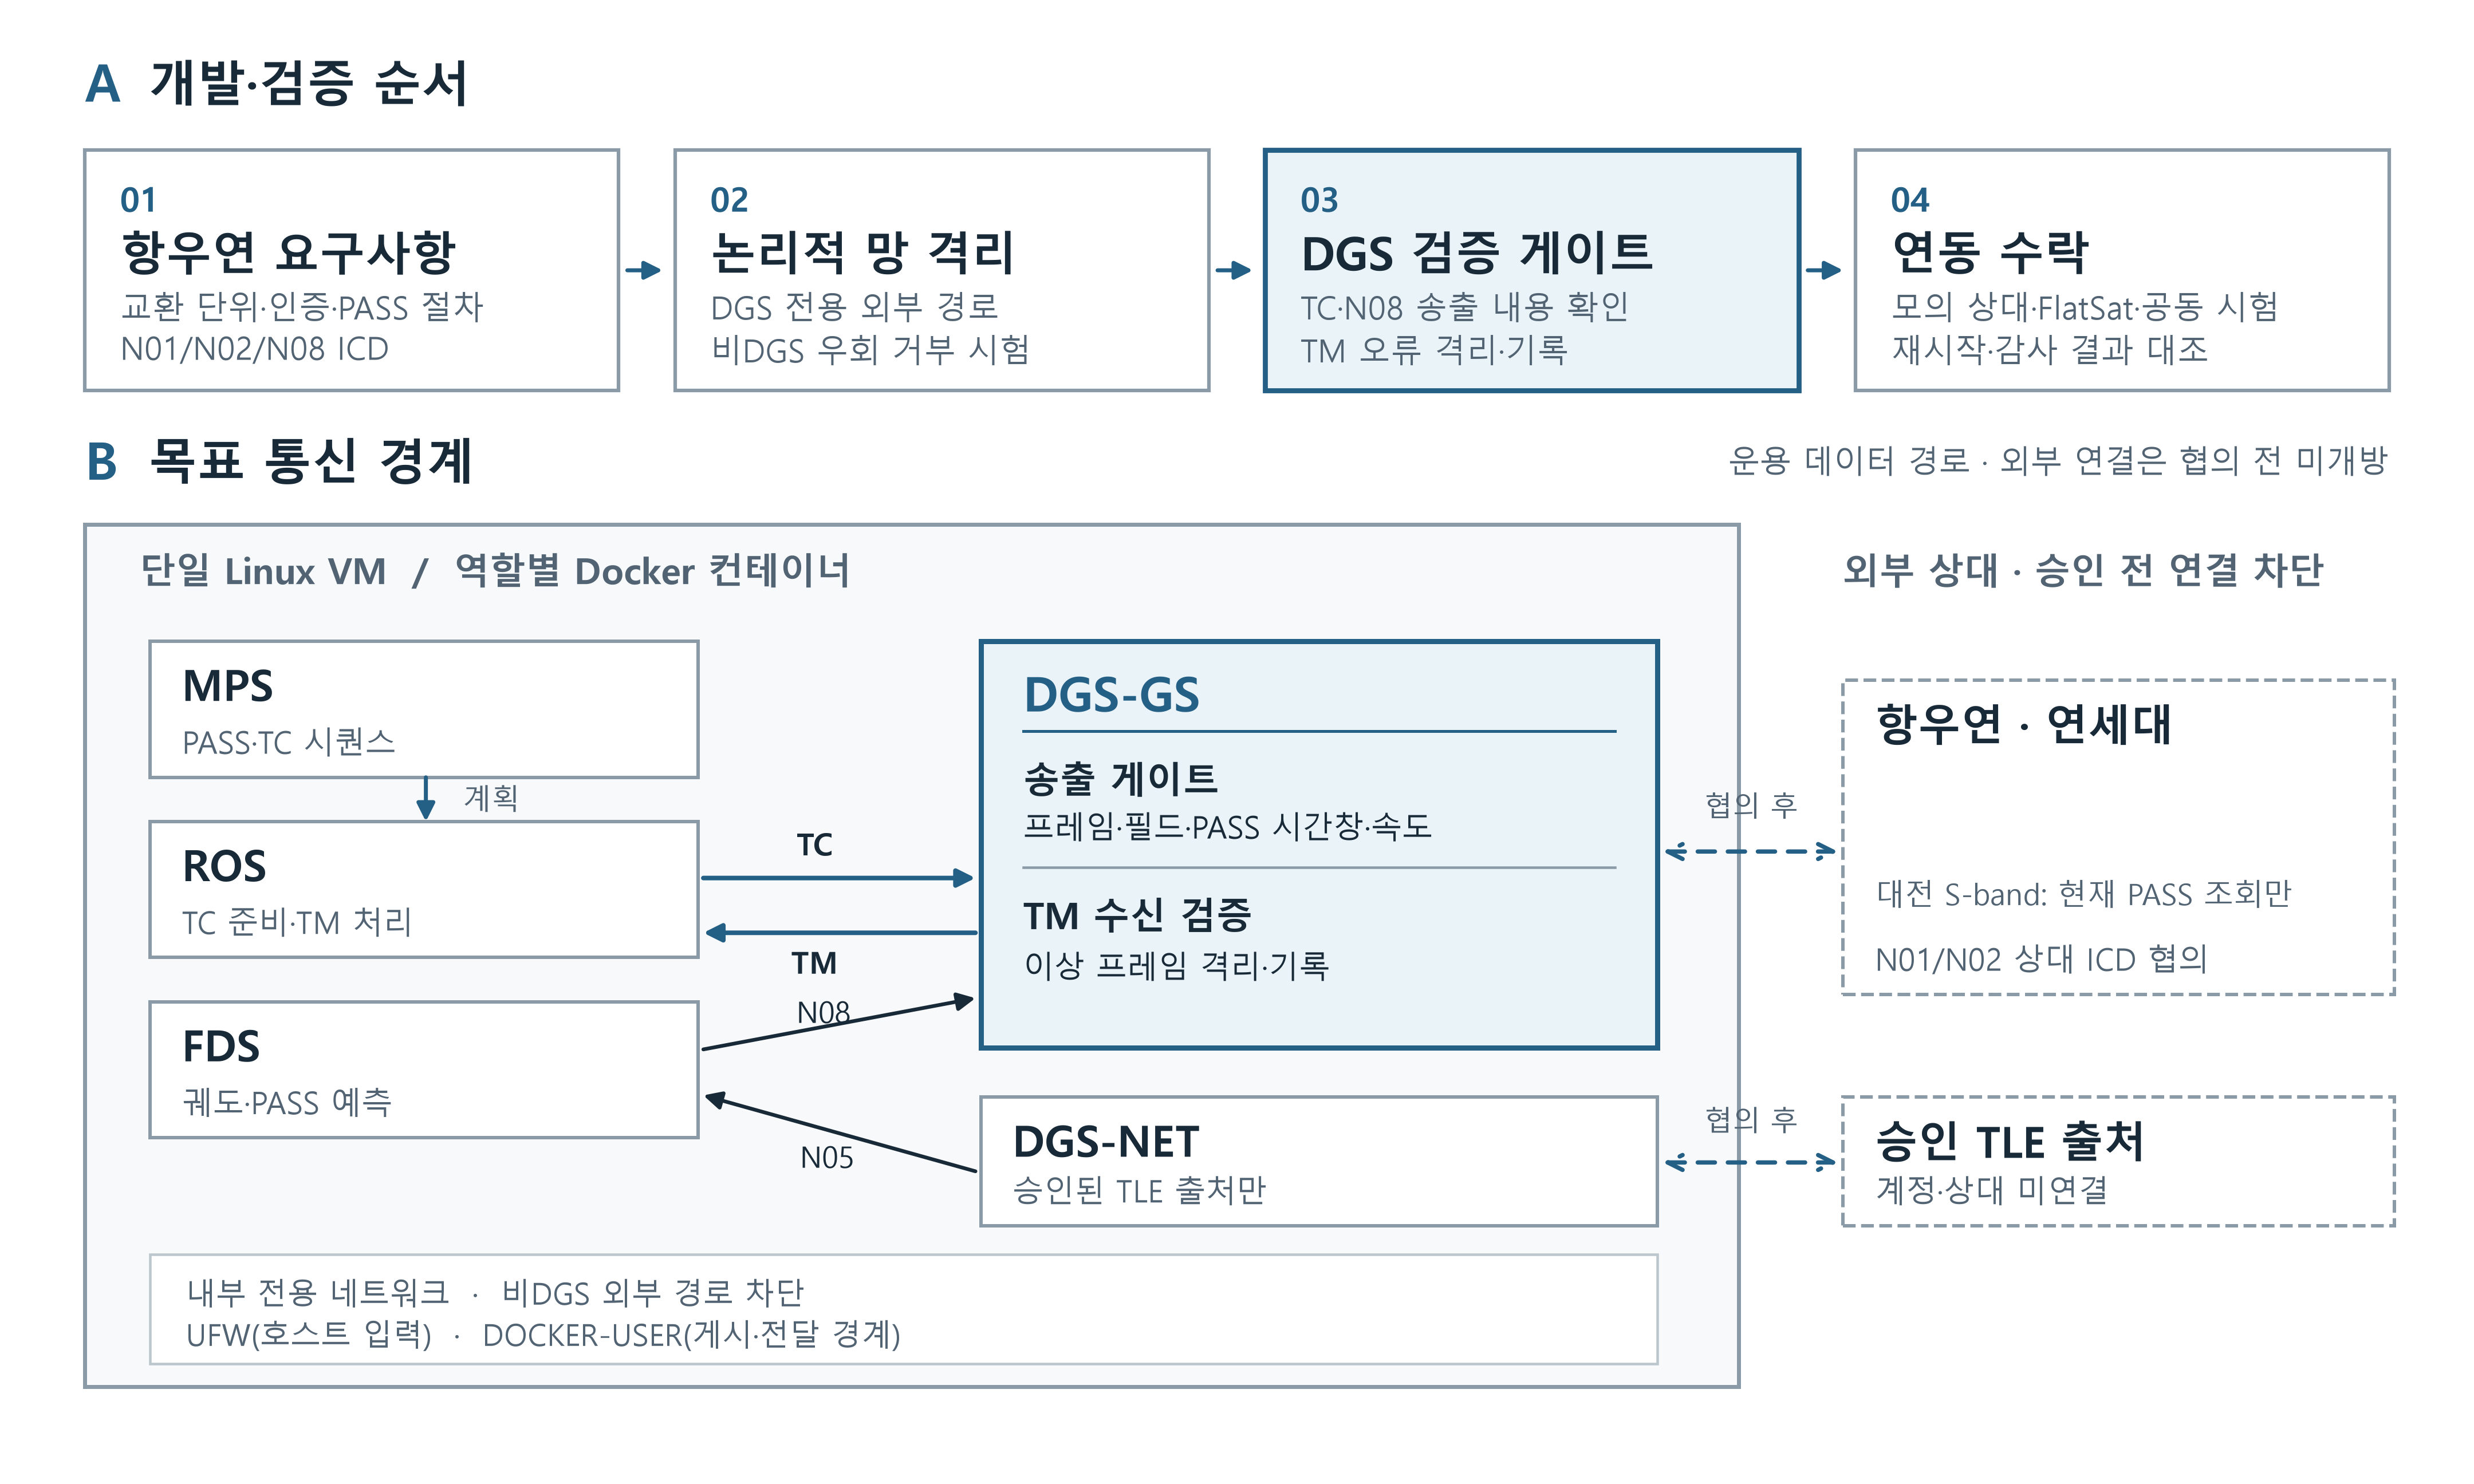 A 개발·검증 순서
01
항우연 요구사항
교환 단위·인증·PASS 절차
N01/N02/N08 ICD
02
논리적 망 격리
DGS 전용 외부 경로
비DGS 우회 거부 시험
03
DGS 검증 게이트
TC·N08 송출 내용 확인
TM 오류 격리·기록
04
연동 수락
모의 상대·FlatSat·공동 시험
재시작·감사 결과 대조
B 목표 통신 경계
운용 데이터 경로 · 외부 연결은 협의 전 미개방
단일 Linux VM / 역할별 Docker 컨테이너
외부 상대 · 승인 전 연결 차단
MPS
PASS·TC 시퀀스
계획
ROS
TC 준비·TM 처리
TC
TM
N08
FDS
궤도·PASS 예측
N05
DGS-GS
송출 게이트
프레임·필드·PASS 시간창·속도
TM 수신 검증
이상 프레임 격리·기록
DGS-NET
승인된 TLE 출처만
협의 후
항우연 · 연세대
대전 S-band: 현재 PASS 조회만
N01/N02 상대 ICD 협의
협의 후
승인 TLE 출처
계정·상대 미연결
내부 전용 네트워크 · 비DGS 외부 경로 차단
UFW(호스트 입력) · DOCKER-USER(게시·전달 경계)